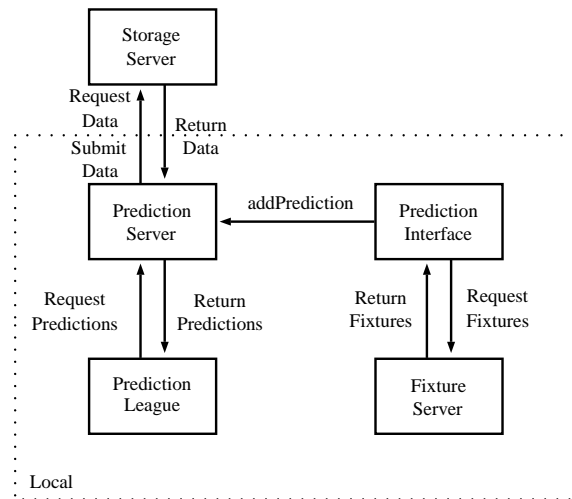 Storage
Server
Request
Data
Return
Data
Submit
Data
Prediction
Server
addPrediction
Prediction
Interface
Request
Predictions
Return
Predictions
Return
Fixtures
Request
Fixtures
Prediction
League
Fixture
Server
Local